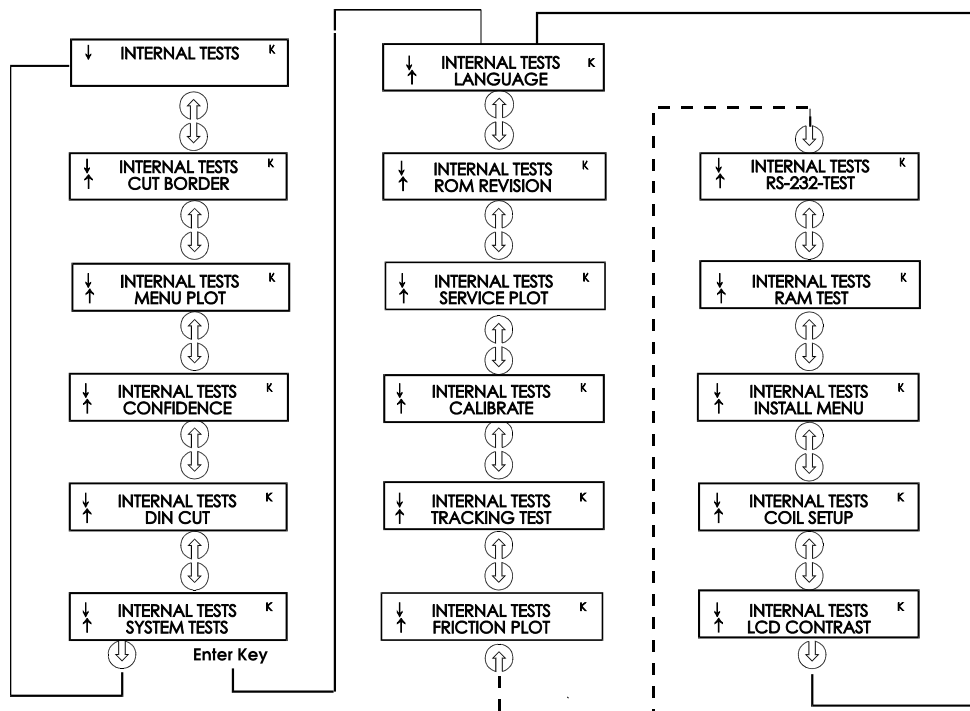 INTERNAL TESTS K
INTERNAL TESTS K
CUT BORDER
INTERNAL TESTS K
MENU PLOT
INTERNAL TESTS K
CONFIDENCE
INTERNAL TESTS K
DIN CUT
INTERNAL TESTS K
SYSTEM TESTS
Enter Key
INTERNAL TESTS K
LANGUAGE
INTERNAL TESTS K
ROM REVISION
INTERNAL TESTS K
SERVICE PLOT
INTERNAL TESTS K
CALIBRATE
INTERNAL TESTS K
TRACKING TEST
INTERNAL TESTS K
FRICTION PLOT
INTERNAL TESTS K
RS-232-TEST
INTERNAL TESTS K
RAM TEST
INTERNAL TESTS K
INSTALL MENU
INTERNAL TESTS K
COIL SETUP
INTERNAL TESTS K
LCD CONTRAST